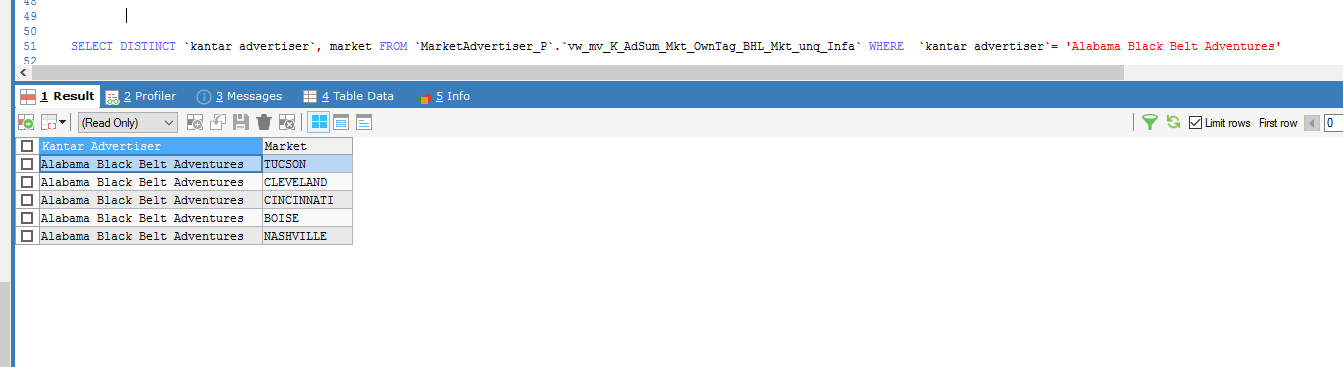 48
49
50
51 SELECT DISTINCT `kantar advertiser`, market FROM `MarketAdvertiser_P`.`vw_mv_K_AdSum_Mkt_OwnTag_BHL_Mkt_unq_Infa` WHERE  `kantar advertiser`= 'Alabama Black Belt Adventures'
52
1 Result 2 Profiler 3 Messages 4 Table Data 5 Info
(Read Only) Limit rows First row 0
Kantar Advertiser Market
Alabama Black Belt Adventures TUCSON
Alabama Black Belt Adventures CLEVELAND
Alabama Black Belt Adventures CINCINNATI
Alabama Black Belt Adventures BOISE
Alabama Black Belt Adventures NASHVILLE